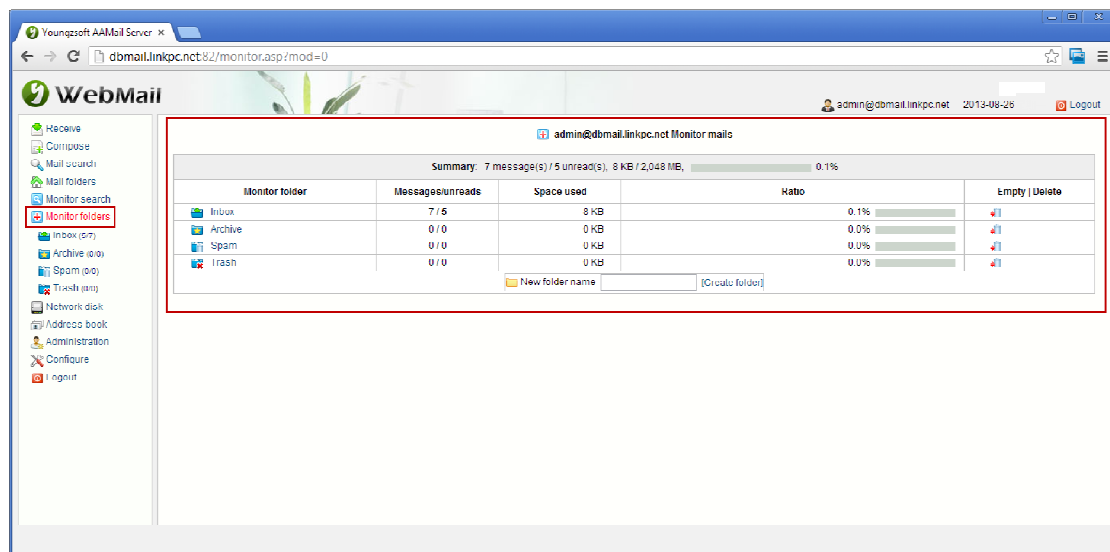 Youngzsoft AAMail Server
dbmail.linkpc.net:82/monitor.asp?mod=0
WebMail
admin@dbmail.linkpc.net 2013-08-26 Logout
Receive
Compose
Mail search
Mail folders
Monitor search
Monitor folders
Inbox (5/7)
Archive (0/0)
Spam (0/0)
Trash (0/0)
Network disk
Address book
Administration
Configure
Logout
admin@dbmail.linkpc.net Monitor mails
Summary: 7 message(s) / 5 unread(s), 8 KB / 2,048 MB, 0.1%
Monitor folder Messages/unreads Space used Ratio Empty | Delete
Inbox 7 / 5 8 KB 0.1%
Archive 0 / 0 0 KB 0.0%
Spam 0 / 0 0 KB 0.0%
Trash 0 / 0 0 KB 0.0%
New folder name [Create folder]